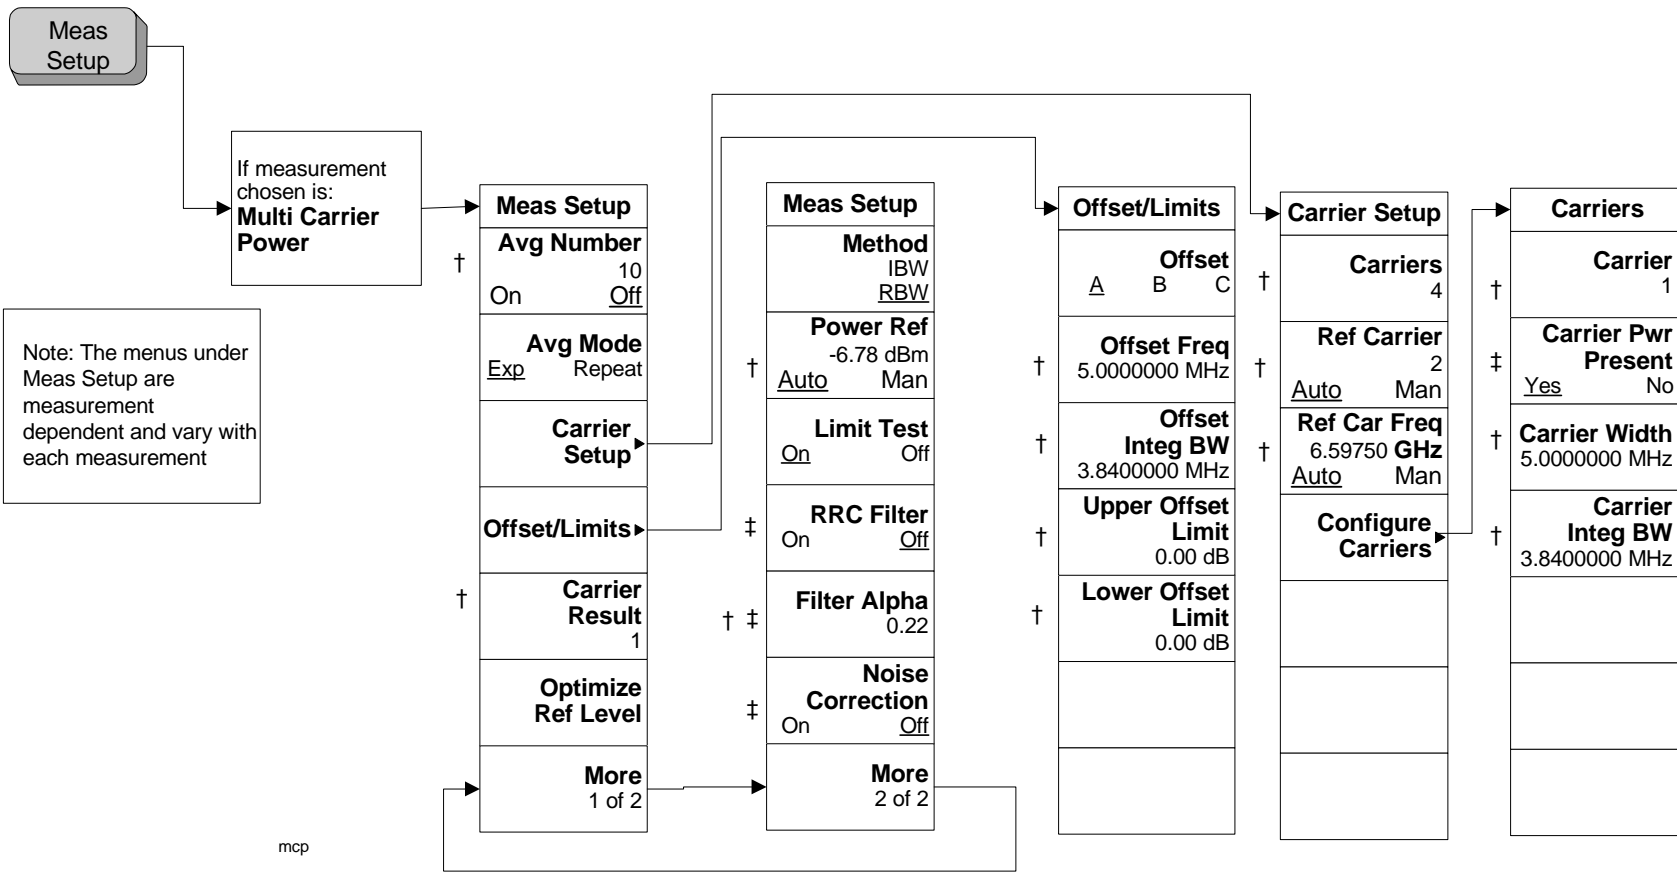 Meas
Setup
If measurement
chosen is:
Multi Carrier
Power
Note: The menus under
Meas Setup are
measurement
dependent and vary with
each measurement
Meas Setup
† Avg Number
10
On Off
Avg Mode
Exp Repeat
Carrier
Setup
Offset/Limits
† Carrier
Result
1
Optimize
Ref Level
More
1 of 2
Meas Setup
Method
IBW
RBW
Power Ref
-6.78 dBm
† Auto Man
Limit Test
On Off
‡ RRC Filter
On Off
† ‡ Filter Alpha
0.22
Noise
‡ Correction
On Off
More
2 of 2
Offset/Limits
Offset
A B C
† Offset Freq
5.0000000 MHz
Offset
† Integ BW
3.8400000 MHz
Upper Offset
† Limit
0.00 dB
Lower Offset
† Limit
0.00 dB
Carrier Setup
† Carriers
4
Ref Carrier
† 2
Auto Man
Ref Car Freq
† 6.59750 GHz
Auto Man
Configure
Carriers
Carriers
Carrier
† 1
Carrier Pwr
‡ Present
Yes No
† Carrier Width
5.0000000 MHz
Carrier
† Integ BW
3.8400000 MHz
mcp